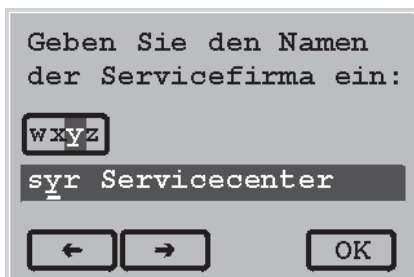 Geben Sie den Namen
der Servicefirma ein:
wxyz
syr Servicecenter
← → OK